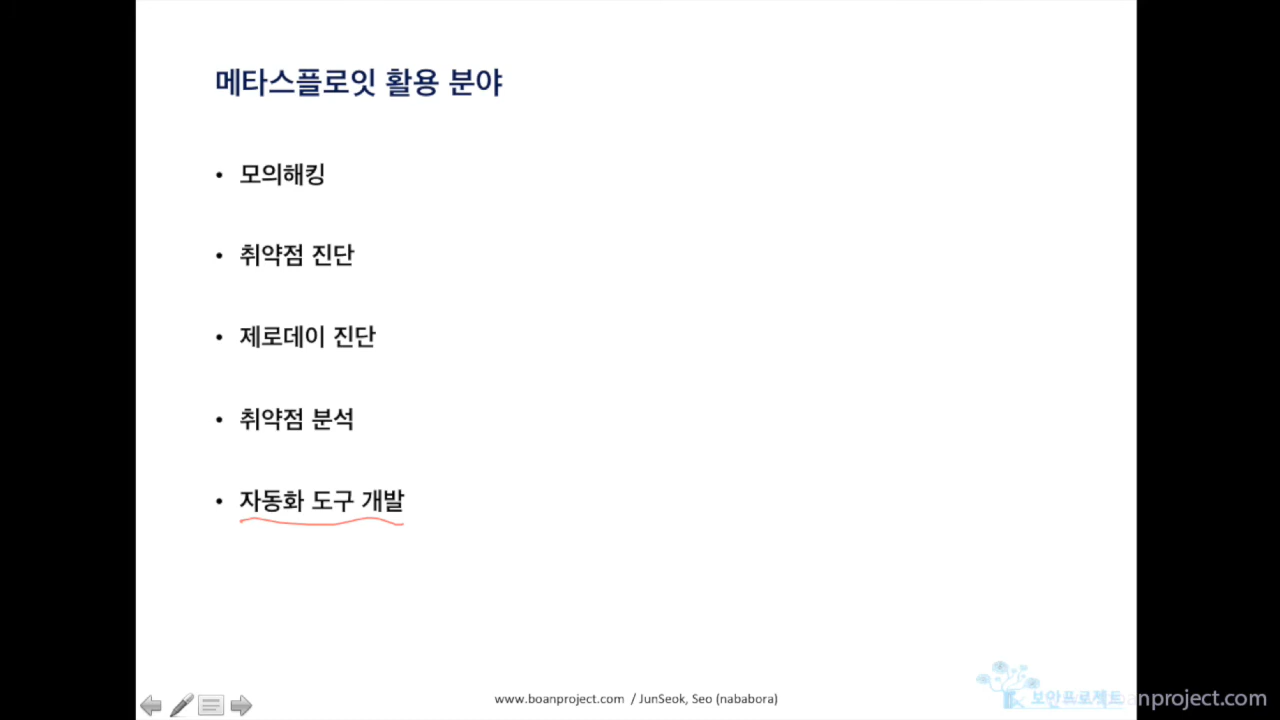 메타스플로잇 활용 분야
• 모의해킹
• 취약점 진단
• 제로데이 진단
• 취약점 분석
• 자동화 도구 개발
www.boanproject.com / JunSeok, Seo (nababora)
보안프로젝트
anproject.com